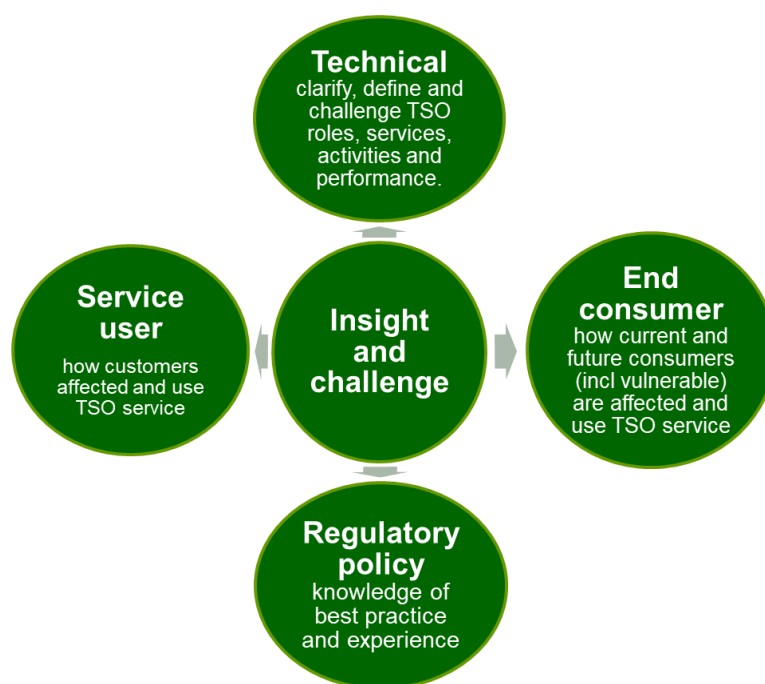 Technical
clarify, define and
challenge TSO
roles, services,
activities and
performance.
Service
user
how customers
affected and use
TSO service
Insight
and
challenge
End
consumer
how current and
future consumers
(incl vulnerable)
are affected and
use TSO service
Regulatory
policy
knowledge of
best practice
and experience